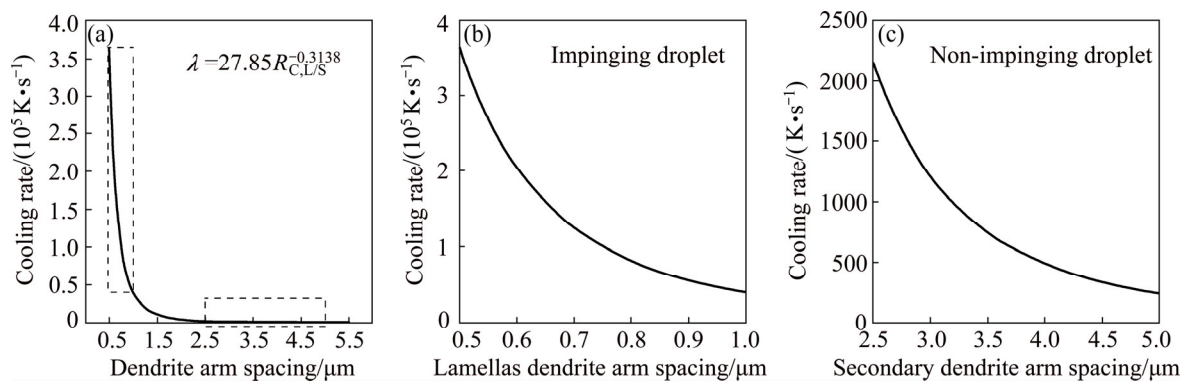 (a)
λ=27.85R_{C,L/S}^{-0.3138}
Cooling rate/(10^5 K•s^{-1})
4.0
3.5
3.0
2.5
2.0
1.5
1.0
0.5
0
0.5 1.5 2.5 3.5 4.5 5.5
Dendrite arm spacing/μm
(b)
Impinging droplet
Cooling rate/(10^5 K•s^{-1})
4
3
2
1
0
0.5 0.6 0.7 0.8 0.9 1.0
Lamellas dendrite arm spacing/μm
(c)
Non-impinging droplet
Cooling rate/( K•s^{-1})
2500
2000
1500
1000
500
0
2.5 3.0 3.5 4.0 4.5 5.0
Secondary dendrite arm spacing/μm